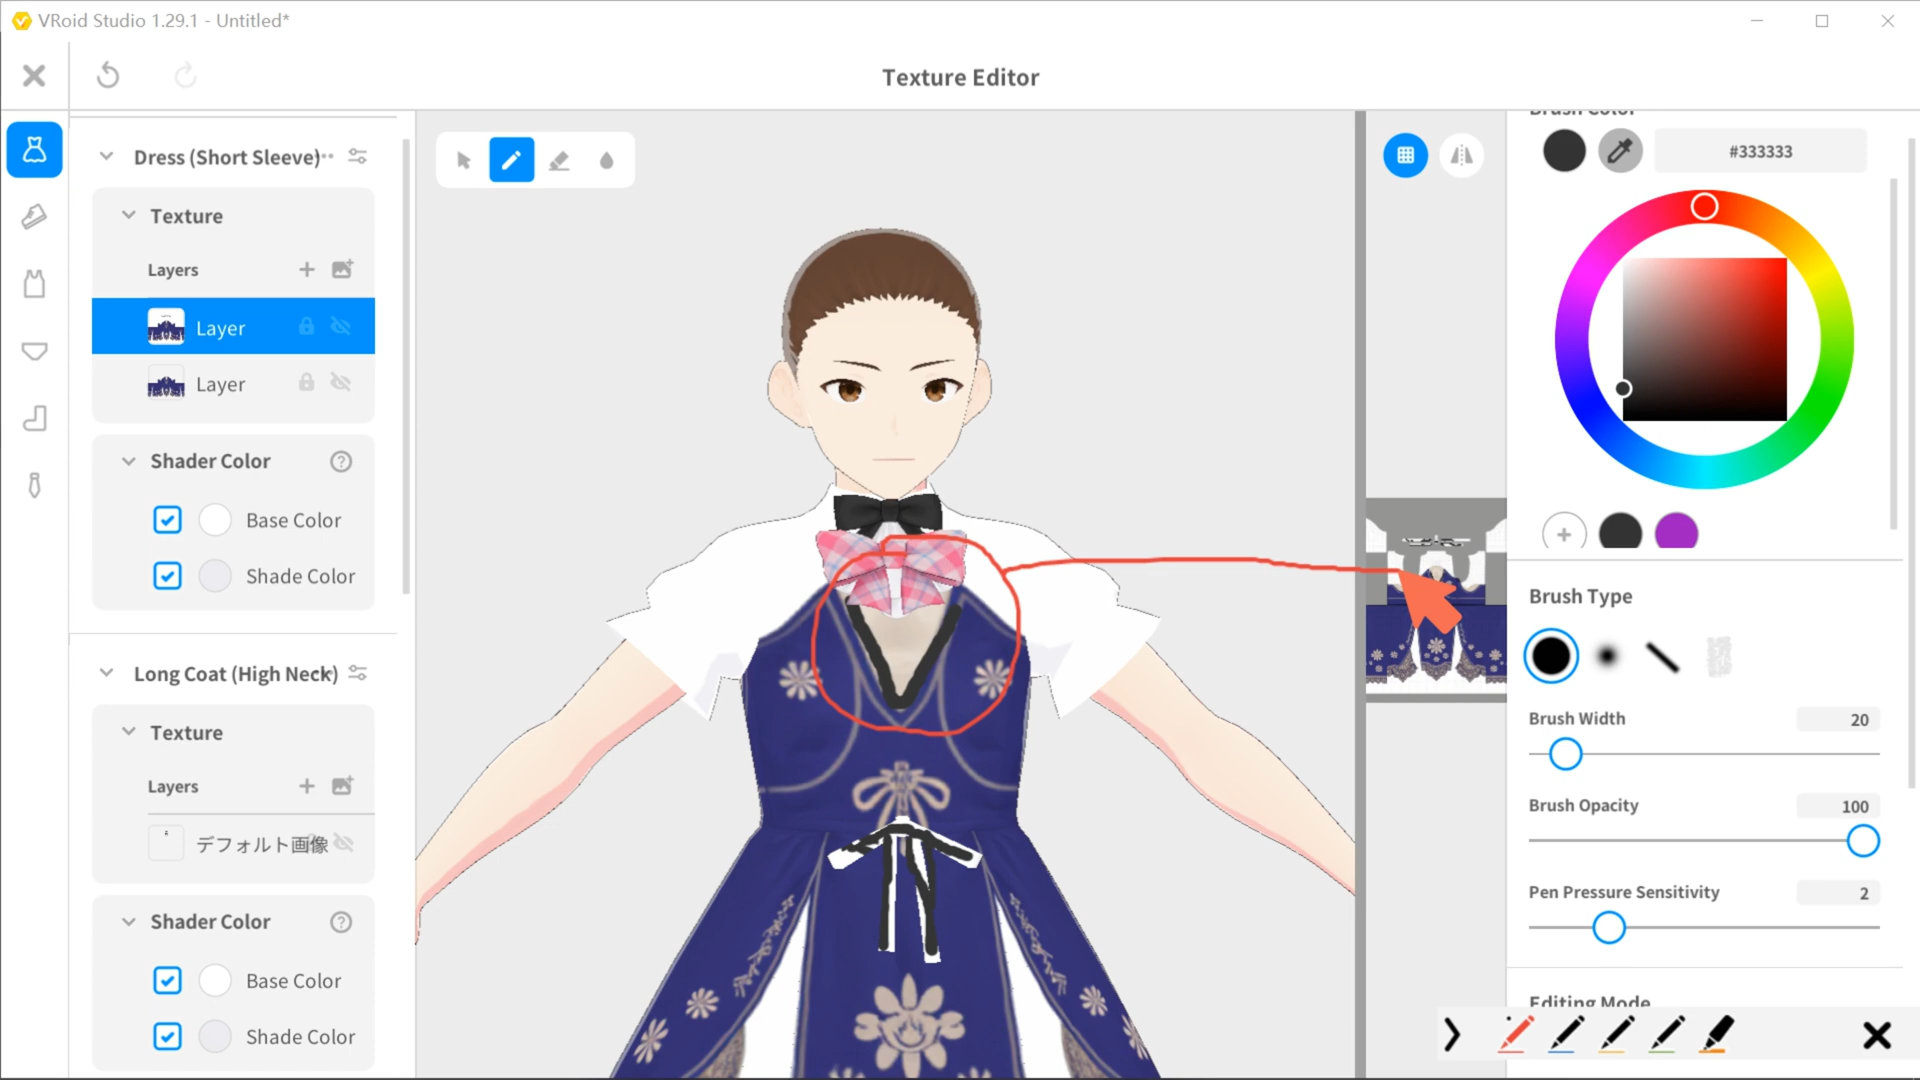 VRoid Studio 1.29.1 - Untitled*
Texture Editor
Dress (Short Sleeve)
Texture
Layers
Layer
Layer
Shader Color
Base Color
Shade Color
Long Coat (High Neck)
Texture
Layers
デフォルト画像
Shader Color
Base Color
Shade Color
Brush Color
#333333
Brush Type
Brush Width
20
Brush Opacity
100
Pen Pressure Sensitivity
2
Editing Mode